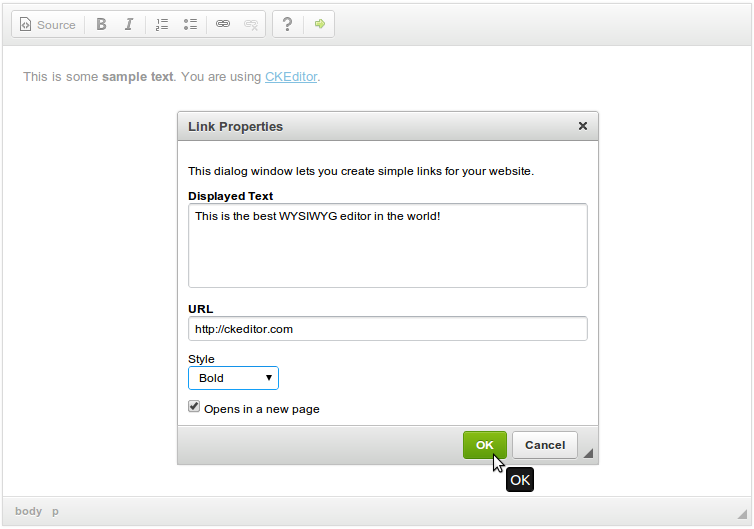 Source B I ?
This is some sample text. You are using CKEditor.
Link Properties
This dialog window lets you create simple links for your website.
Displayed Text
This is the best WYSIWYG editor in the world!
URL
http://ckeditor.com
Style
Bold
Opens in a new page
OK Cancel
OK
body p